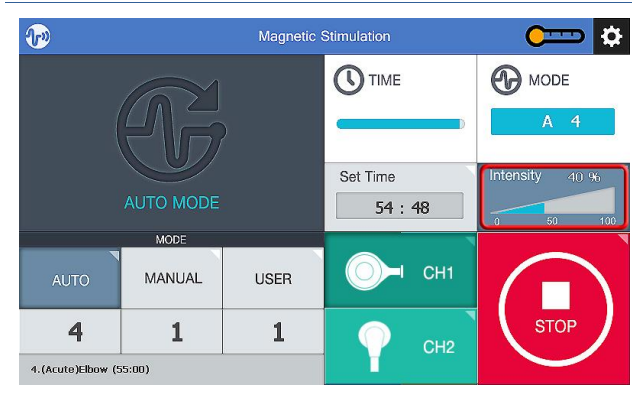 Magnetic Stimulation
AUTO MODE
TIME
MODE
A 4
Set Time
54 : 48
Intensity 40 %
0 50 100
MODE
AUTO MANUAL USER
4 1 1
4.(Acute)Elbow (55:00)
CH1
CH2
STOP